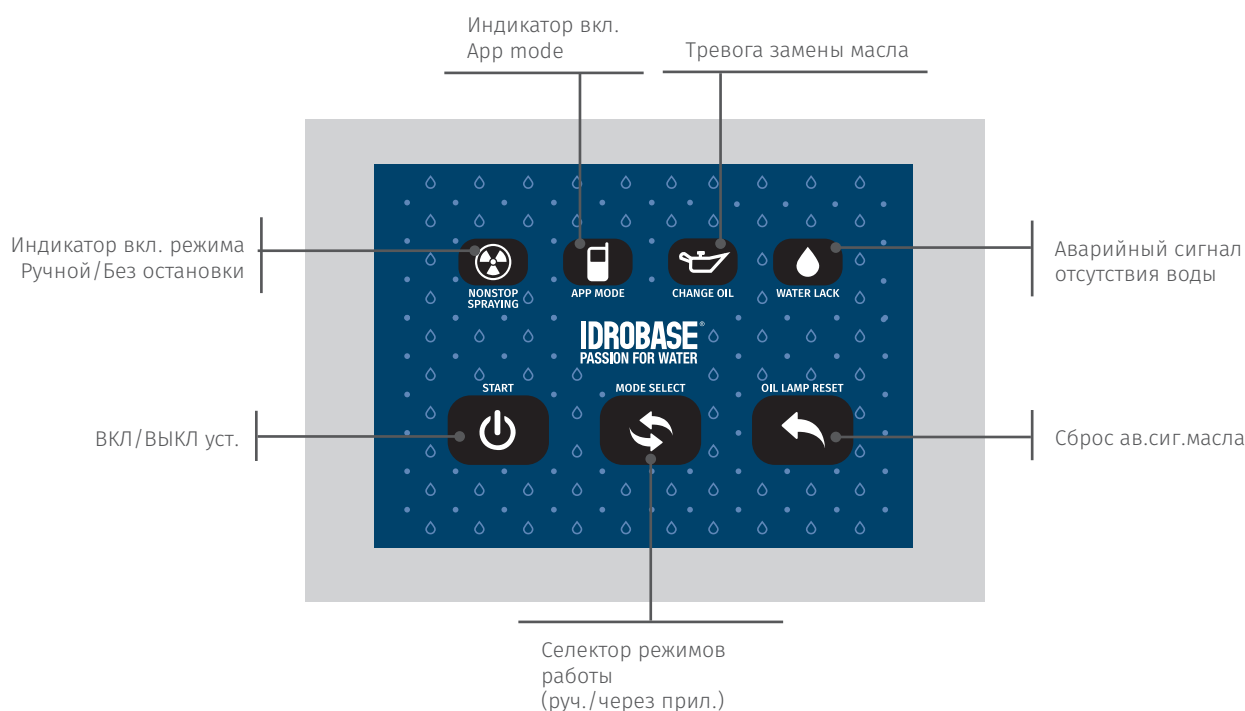 Индикатор вкл.
App mode
Тревога замены масла
Индикатор вкл. режима
Ручной/Без остановки
Аварийный сигнал
отсутствия воды
NONSTOP
SPRAYING
APP MODE
CHANGE OIL
WATER LACK
IDROBASE®
PASSION FOR WATER
START
MODE SELECT
OIL LAMP RESET
ВКЛ/ВЫКЛ уст.
Сброс ав.сиг.масла
Селектор режимов
работы
(руч./через прил.)